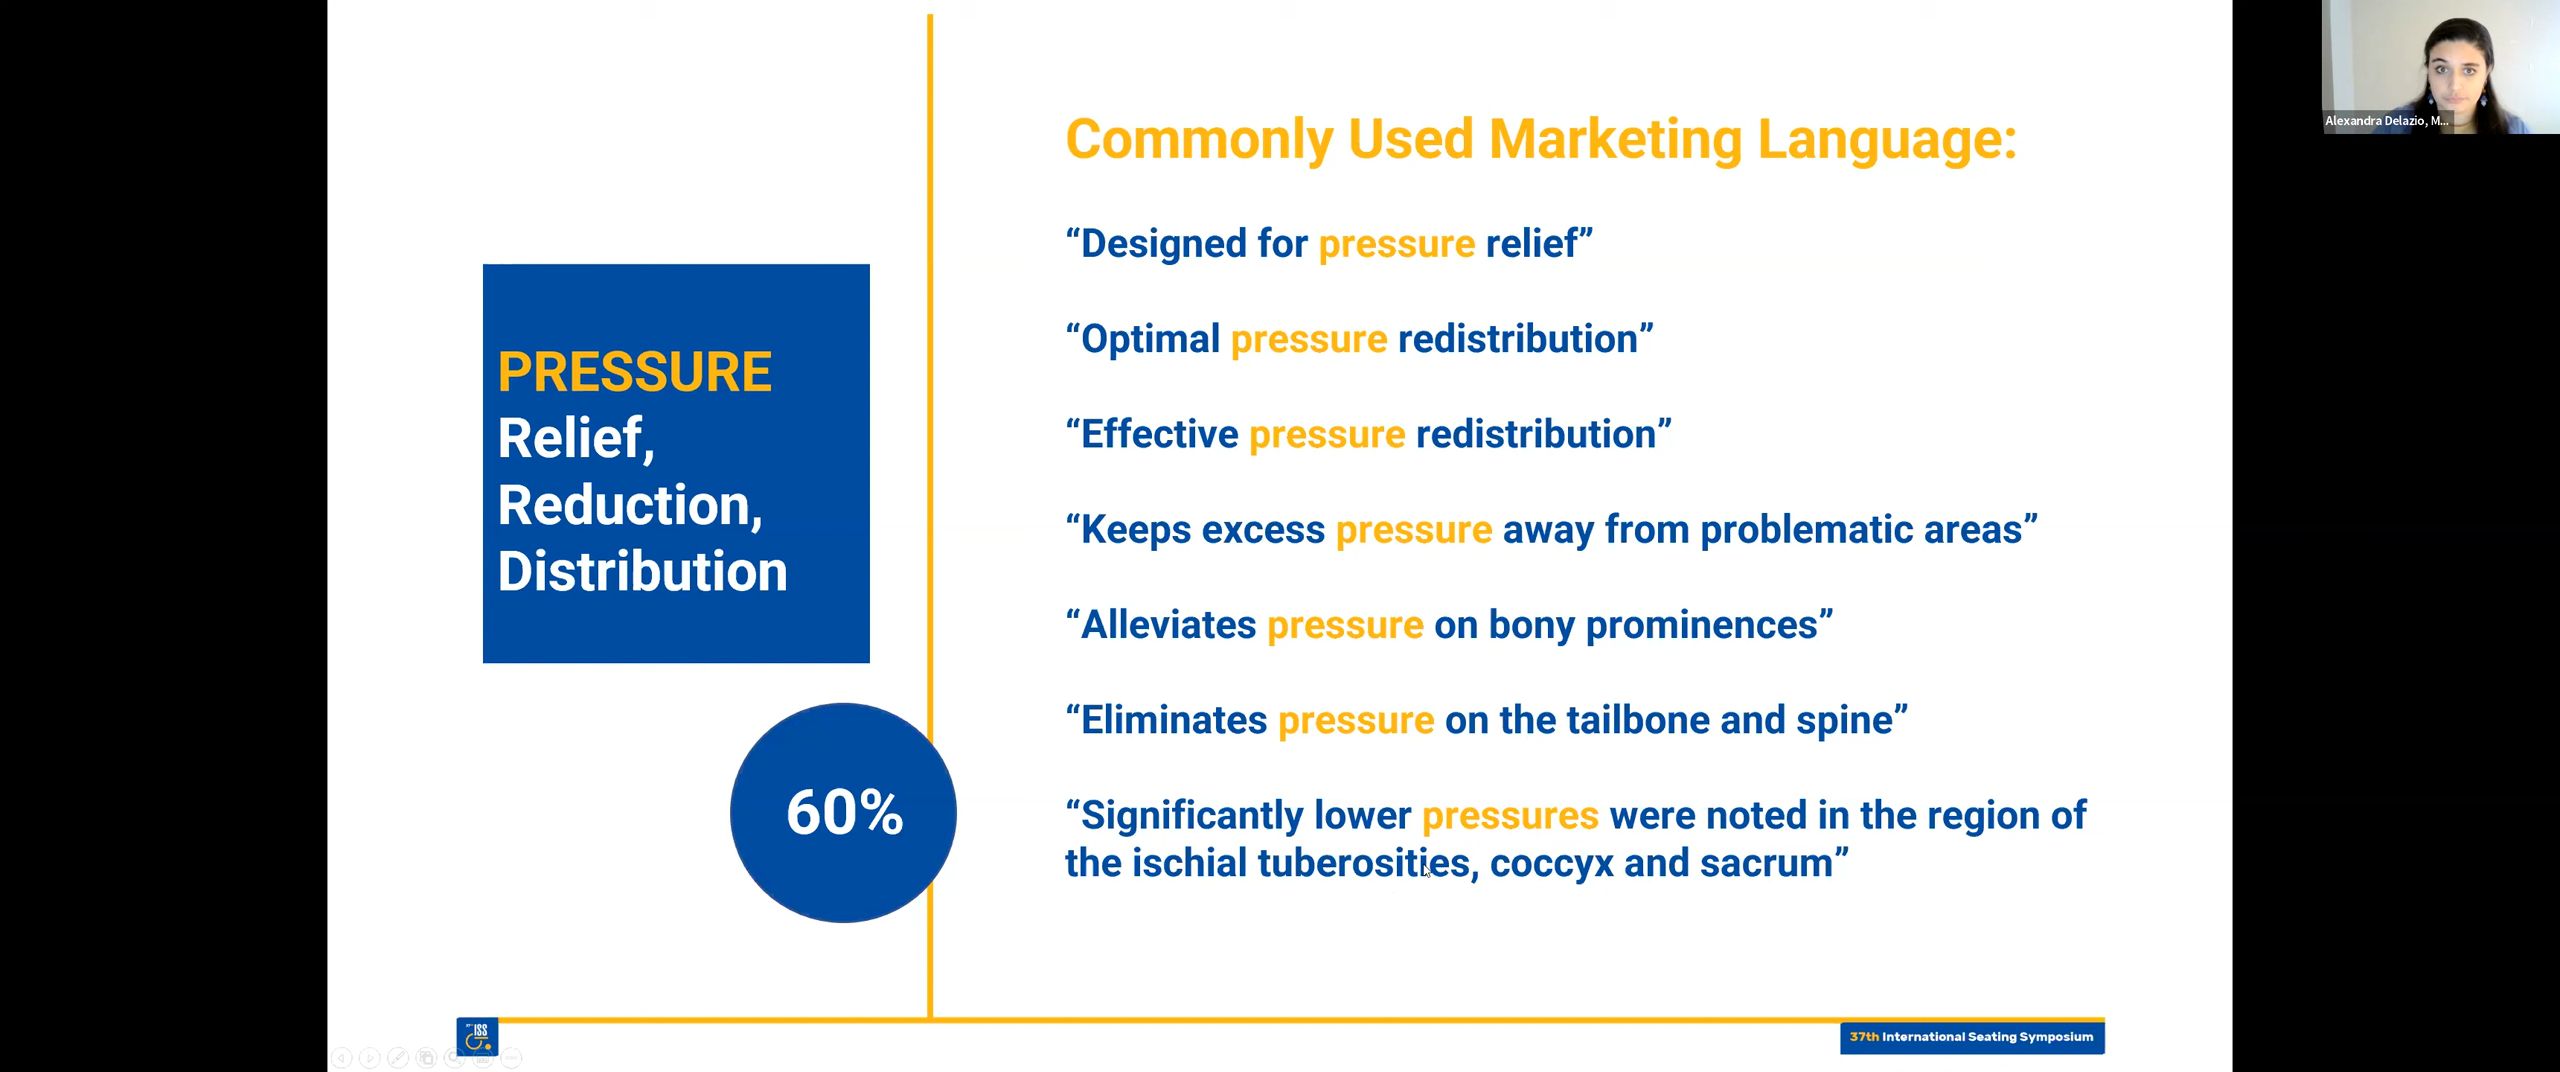 PRESSURE
Relief,
Reduction,
Distribution
60%
Commonly Used Marketing Language:
“Designed for pressure relief”
“Optimal pressure redistribution”
“Effective pressure redistribution”
“Keeps excess pressure away from problematic areas”
“Alleviates pressure on bony prominences”
“Eliminates pressure on the tailbone and spine”
“Significantly lower pressures were noted in the region of
the ischial tuberosities, coccyx and sacrum”
ISS
37th International Seating Symposium
Alexandra Delazio, M...